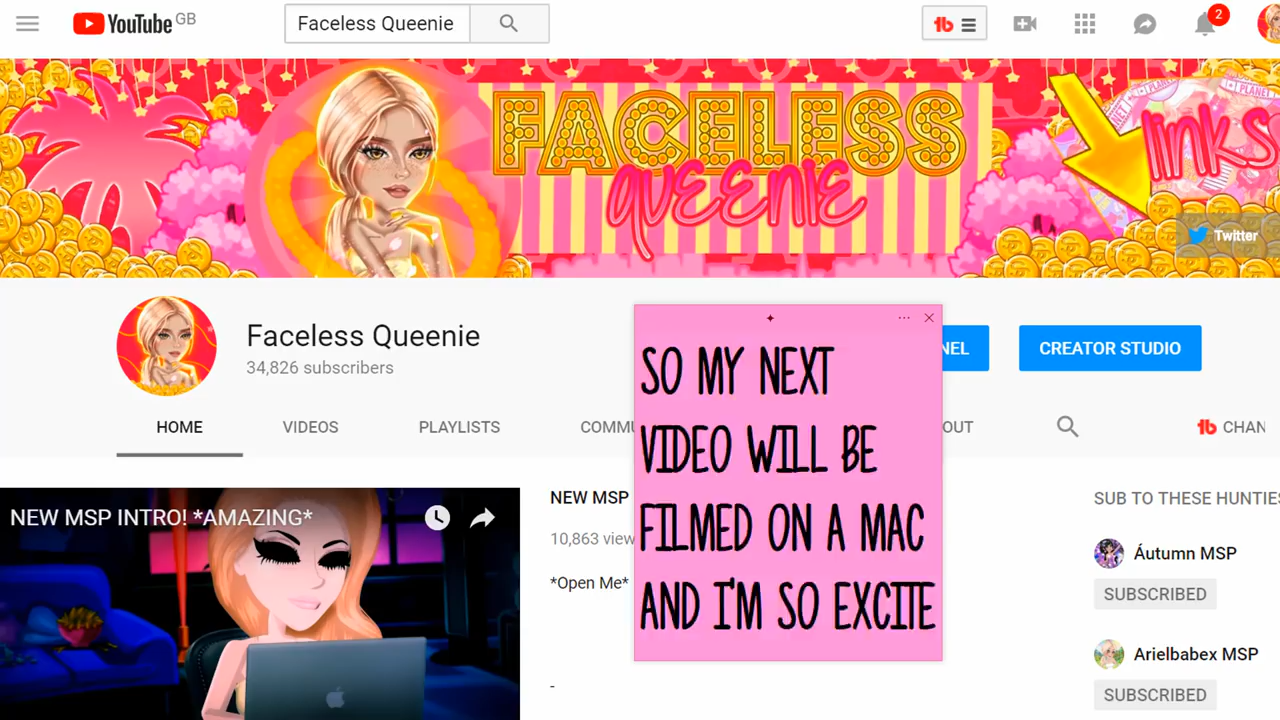 YouTube GB
Faceless Queenie
2
FACELESS
queenie
links
Twitter
Faceless Queenie
34,826 subscribers
NEL
CREATOR STUDIO
HOME
VIDEOS
PLAYLISTS
COMMU
OUT
CHAN
SO MY NEXT
VIDEO WILL BE
FILMED ON A MAC
AND I'M SO EXCITE
NEW MSP INTRO! *AMAZING*
NEW MSP
10,863 view
*Open Me*
-
SUB TO THESE HUNTIE
Áutumn MSP
SUBSCRIBED
Arielbabex MSP
SUBSCRIBED